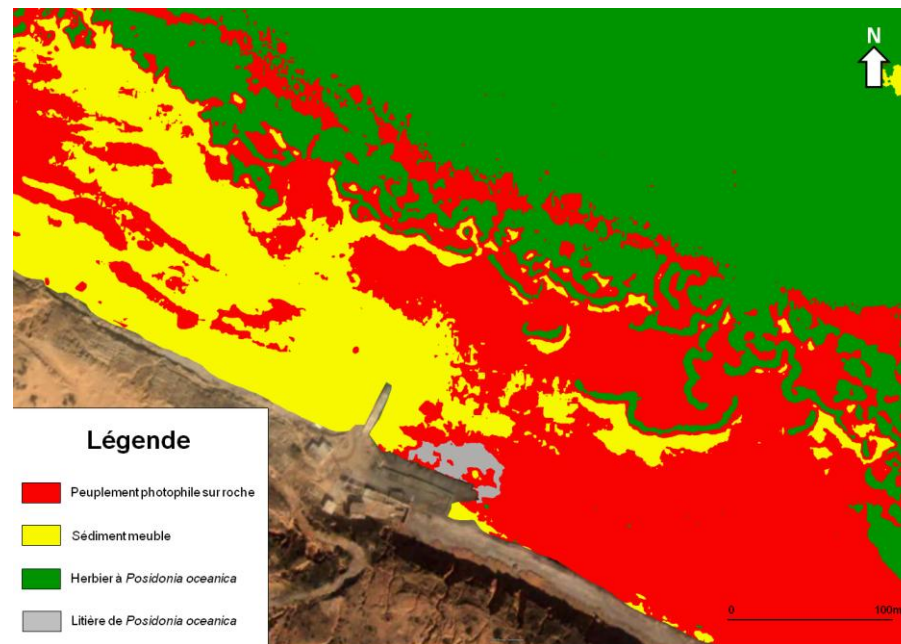 N
Légende
Peuplement photophile sur roche
Sédiment meuble
Herbier à Posidonia oceanica
Litière de Posidonia oceanica
0 100m